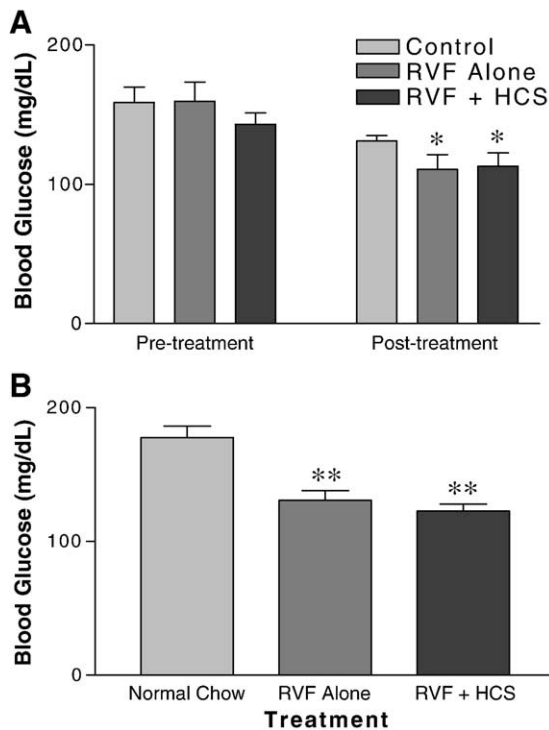 A
Blood Glucose (mg/dL)
200
100
0
Control
RVF Alone
RVF + HCS
* *
Pre-treatment Post-treatment
B
Blood Glucose (mg/dL)
200
100
0
** **
Normal Chow RVF Alone RVF + HCS
Treatment